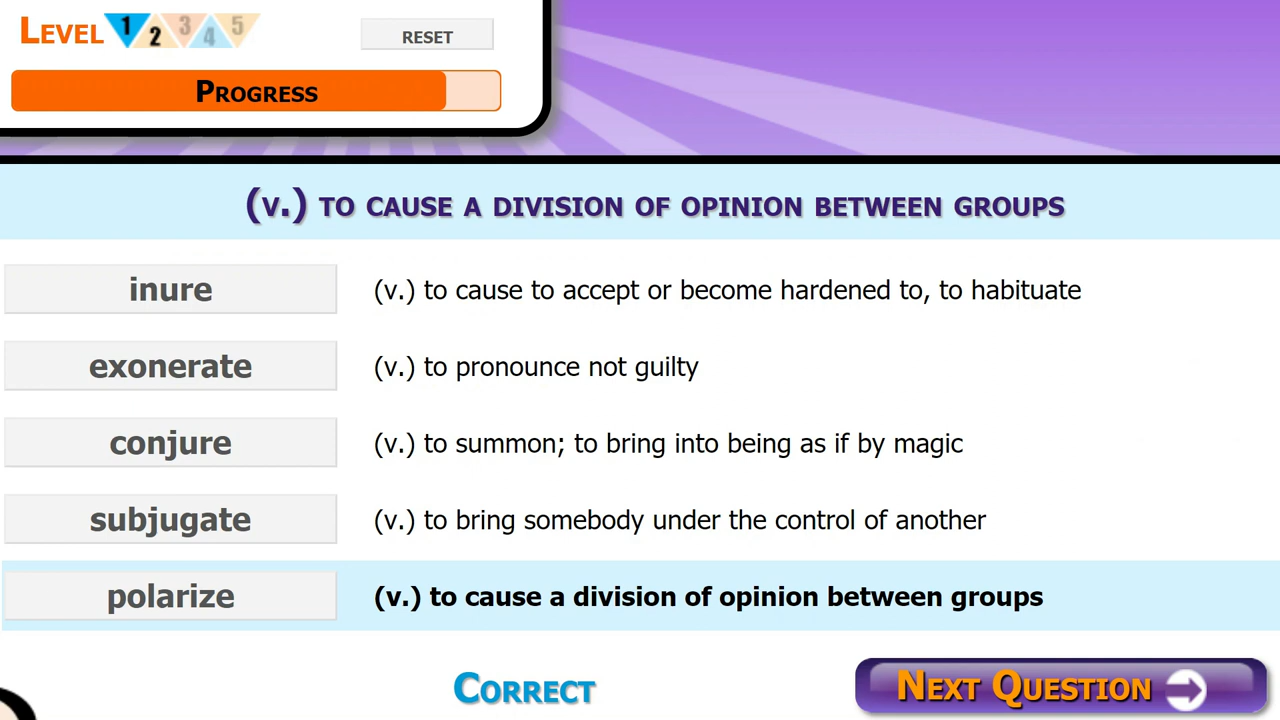 LEVEL 1 2 3 4 5
RESET
PROGRESS
(V.) TO CAUSE A DIVISION OF OPINION BETWEEN GROUPS
inure (v.) to cause to accept or become hardened to, to habituate
exonerate (v.) to pronounce not guilty
conjure (v.) to summon; to bring into being as if by magic
subjugate (v.) to bring somebody under the control of another
polarize (v.) to cause a division of opinion between groups
CORRECT
NEXT QUESTION